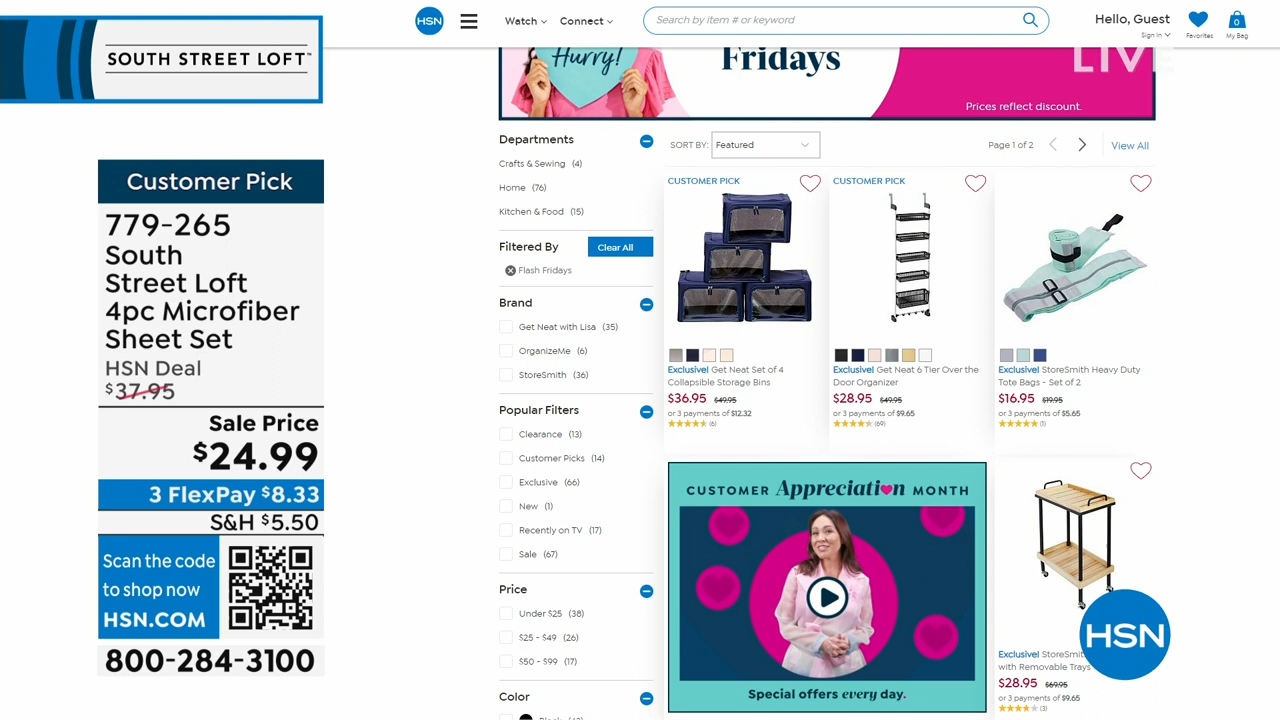 SOUTH STREET LOFT™
Customer Pick
779-265
South
Street Loft
4pc Microfiber
Sheet Set
HSN Deal
$37.95
Sale Price
$24.99
3 FlexPay $8.33
S&H $5.50
Scan the code
to shop now
HSN.COM
800-284-3100
HSN
Watch
Connect
Search by item # or keyword
Hello, Guest
Sign in
Favorites
0
My Bag
Hurry!
Fridays
LIVE
Prices reflect discount.
Departments
Crafts & Sewing (4)
Home (76)
Kitchen & Food (15)
Filtered By
Clear All
Flash Fridays
Brand
Get Neat with Lisa (35)
OrganizeMe (6)
StoreSmith (36)
Popular Filters
Clearance (13)
Customer Picks (14)
Exclusive (66)
New (1)
Recently on TV (17)
Sale (67)
Price
Under $25 (38)
$25 - $49 (26)
$50 - $99 (17)
Color
SORT BY: Featured
Page 1 of 2
View All
CUSTOMER PICK
Exclusive! Get Neat Set of 4
Collapsible Storage Bins
$36.95 $49.95
or 3 payments of $12.32
(6)
CUSTOMER PICK
Exclusive! Get Neat 6 Tier Over the
Door Organizer
$28.95 $49.95
or 3 payments of $9.65
(69)
Exclusive! StoreSmith Heavy Duty
Tote Bags - Set of 2
$16.95 $19.95
or 3 payments of $5.65
(1)
CUSTOMER Appreciation MONTH
Special offers every day.
Exclusive! StoreSmit
with Removable Trays
$28.95 $69.95
or 3 payments of $9.65
(3)
HSN